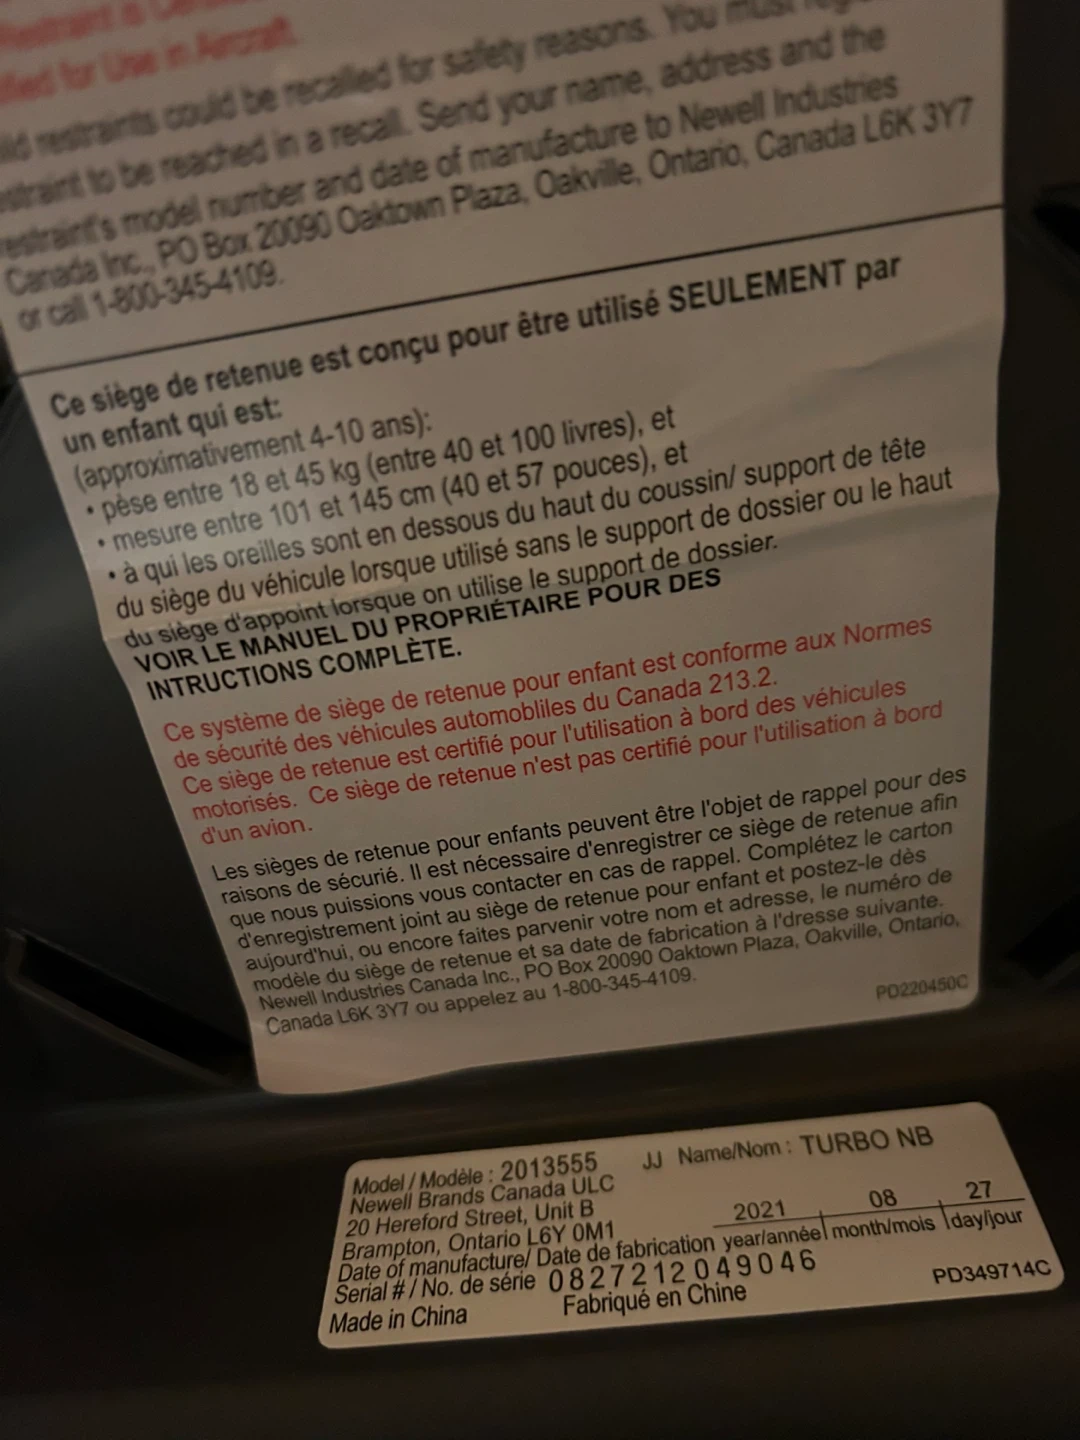 Restraint is
for Use in Aircraft.
restraints could be recalled for safety reasons. You must
to be reached in a recall. Send your name, address and the
restraint's model number and date of manufacture to Newell Industries
Canada Inc., PO Box 20090 Oaktown Plaza, Oakville, Ontario, Canada L6K 3Y7
or call 1-800-345-4109.
Ce siège de retenue est conçu pour être utilisé SEULEMENT par
un enfant qui est:
(approximativement 4-10 ans):
• pèse entre 18 et 45 kg (entre 40 et 100 livres), et
• mesure entre 101 et 145 cm (40 et 57 pouces), et
• à qui les oreilles sont en dessous du haut du coussin/ support de tête
du siège du véhicule lorsque utilisé sans le support de dossier ou le haut
du siège d'appoint lorsque on utilise le support de dossier.
VOIR LE MANUEL DU PROPRIÉTAIRE POUR DES
INTRUCTIONS COMPLÈTE.
Ce système de siège de retenue pour enfant est conforme aux Normes
de sécurité des véhicules automobliles du Canada 213.2.
Ce siège de retenue est certifié pour l'utilisation à bord des véhicules
motorisés. Ce siège de retenue n'est pas certifié pour l'utilisation à bord
d'un avion.
Les sièges de retenue pour enfants peuvent être l'objet de rappel pour des
raisons de sécurié. Il est nécessaire d'enregistrer ce siège de retenue afin
que nous puissions vous contacter en cas de rappel. Complétez le carton
d'enregistrement joint au siège de retenue pour enfant et postez-le dès
aujourd'hui, ou encore faites parvenir votre nom et adresse, le numéro de
modèle du siège de retenue et sa date de fabrication à l'dresse suivante.
Newell Industries Canada Inc., PO Box 20090 Oaktown Plaza, Oakville, Ontario,
Canada L6K 3Y7 ou appelez au 1-800-345-4109.
PD220450C
Model / Modèle : 2013555 JJ Name/Nom : TURBO NB
Newell Brands Canada ULC
20 Hereford Street, Unit B
Brampton, Ontario L6Y 0M1 2021 08 27
Date of manufacture/ Date de fabrication year/année month/mois day/jour
Serial # / No. de série 0827212049046
Made in China Fabriqué en Chine PD349714C